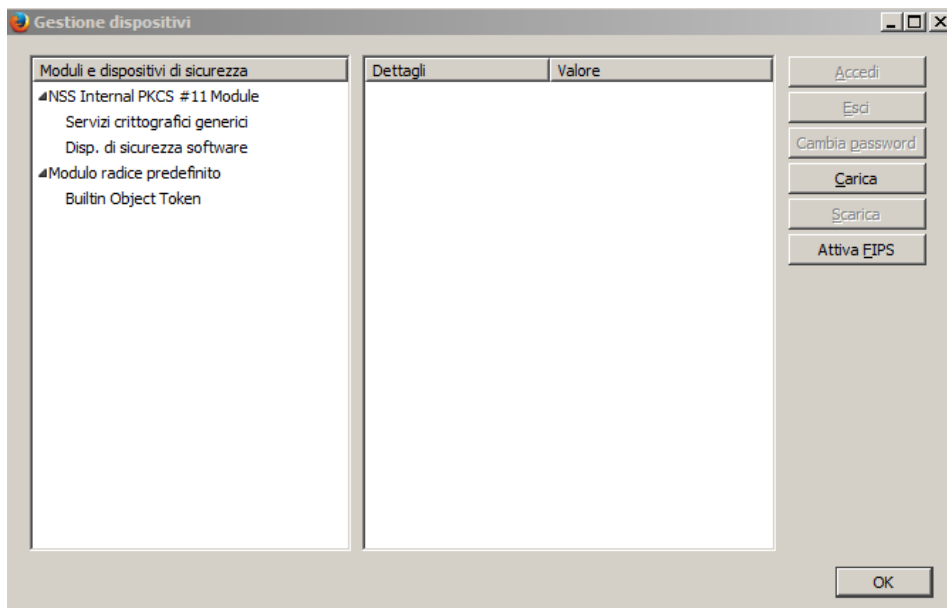 Gestione dispositivi
Moduli e dispositivi di sicurezza
NSS Internal PKCS #11 Module
Servizi crittografici generici
Disp. di sicurezza software
Modulo radice predefinito
Builtin Object Token
Dettagli Valore
Accedi
Esci
Cambia password
Carica
Scarica
Attiva FIPS
OK